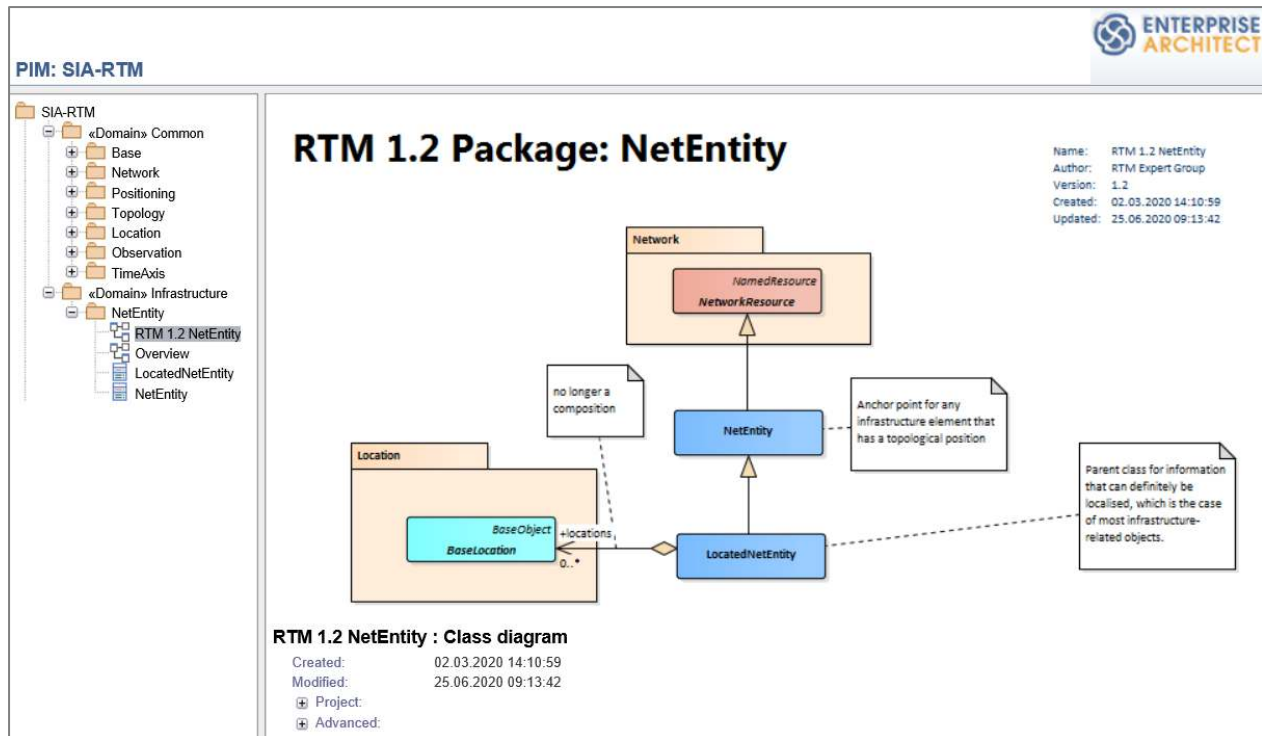 ENTERPRISE
ARCHITECT
PIM: SIA-RTM
SIA-RTM
«Domain» Common
Base
Network
Positioning
Topology
Location
Observation
TimeAxis
«Domain» Infrastructure
NetEntity
RTM 1.2 NetEntity
Overview
LocatedNetEntity
NetEntity
RTM 1.2 Package: NetEntity
Name: RTM 1.2 NetEntity
Author: RTM Expert Group
Version: 1.2
Created: 02.03.2020 14:10:59
Updated: 25.06.2020 09:13:42
Network
NamedResource
NetworkResource
no longer a
composition
NetEntity
Anchor point for any
infrastructure element that
has a topological position
Location
BaseObject
BaseLocation
+locations
0..*
LocatedNetEntity
Parent class for information
that can definitely be
localised, which is the case
of most infrastructure-
related objects.
RTM 1.2 NetEntity : Class diagram
Created: 02.03.2020 14:10:59
Modified: 25.06.2020 09:13:42
Project:
Advanced: